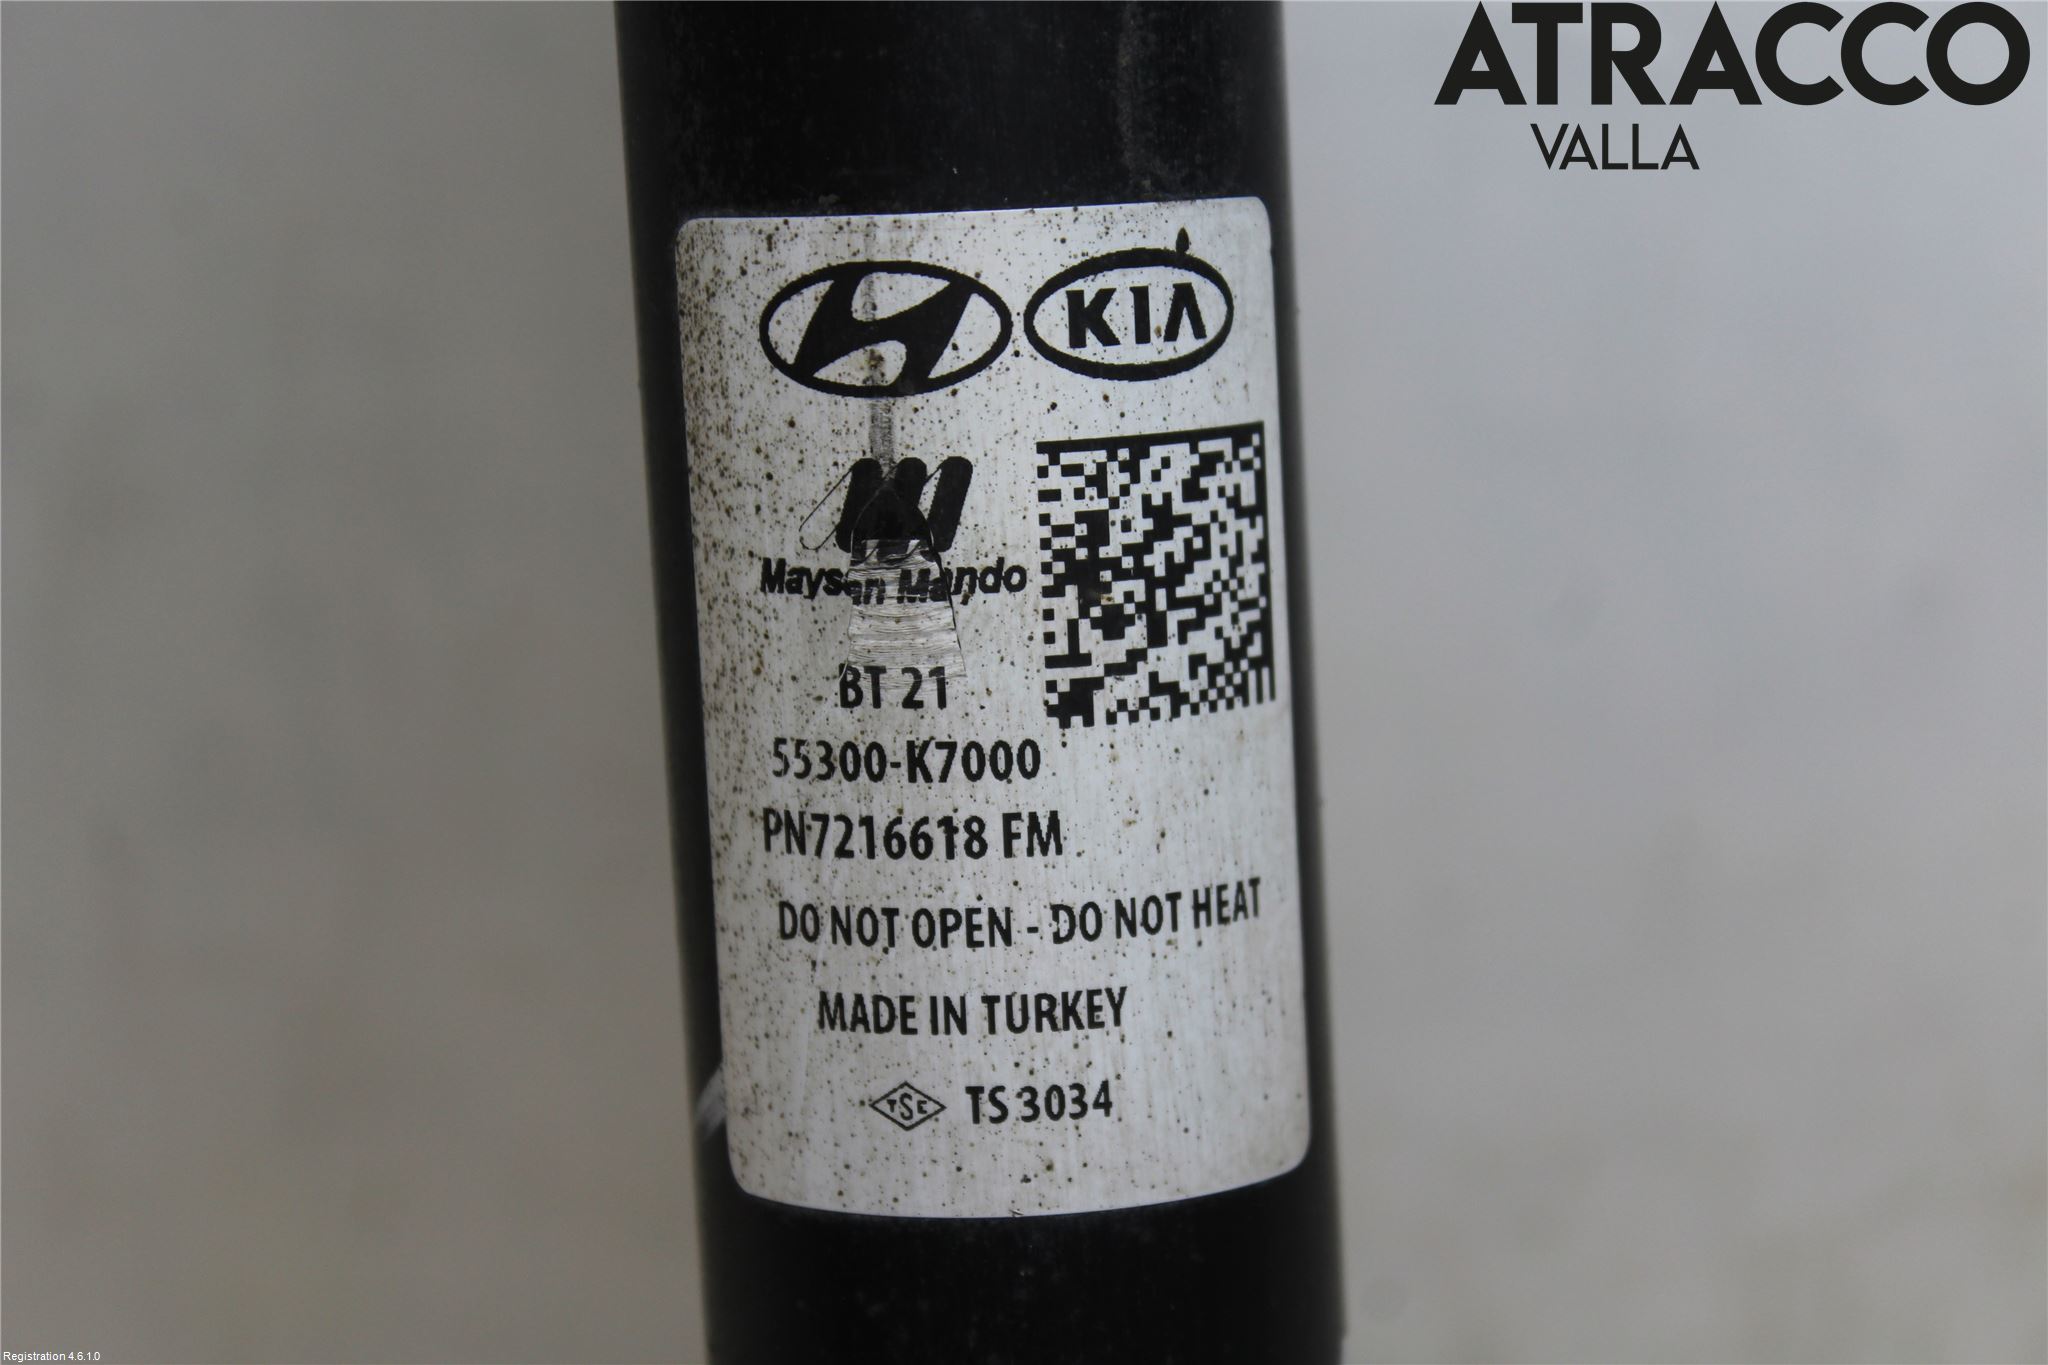 ATRACCO
VALLA
KIA
Maysan Mando
BT 21
55300-K7000
PN7216618 FM
DO NOT OPEN - DO NOT HEAT
MADE IN TURKEY
TSE TS 3034
Registration 4.6.1.0